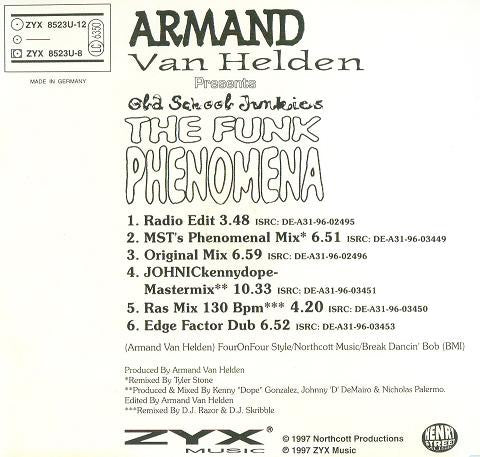 ZYX 8523U-12
ZYX 8523U-8
LC 6350
MADE IN GERMANY
ARMAND
Van Helden
Presents
Old School Junkies
THE FUNK
PHENOMENA
1. Radio Edit 3.48 ISRC: DE-A31-96-02495
2. MST's Phenomenal Mix* 6.51 ISRC: DE-A31-96-03449
3. Original Mix 6.59 ISRC: DE-A31-96-02496
4. JOHNICkennydope-
Mastermix** 10.33 ISRC: DE-A31-96-03451
5. Ras Mix 130 Bpm*** 4.20 ISRC: DE-A31-96-03450
6. Edge Factor Dub 6.52 ISRC: DE-A31-96-03453
(Armand Van Helden) FourOnFour Style/Northcott Music/Break Dancin' Bob (BMI)
Produced By Armand Van Helden
*Remixed By Tyler Stone
**Produced & Mixed By Kenny "Dope" Gonzalez, Johnny 'D' DeMairo & Nicholas Palermo.
Edited By Armand Van Helden
***Remixed By D.J. Razor & D.J. Skribble
ZYX®
MUSIC
© 1997 Northcott Productions
℗ 1997 ZYX Music
HENRY
STREET
MUSIC